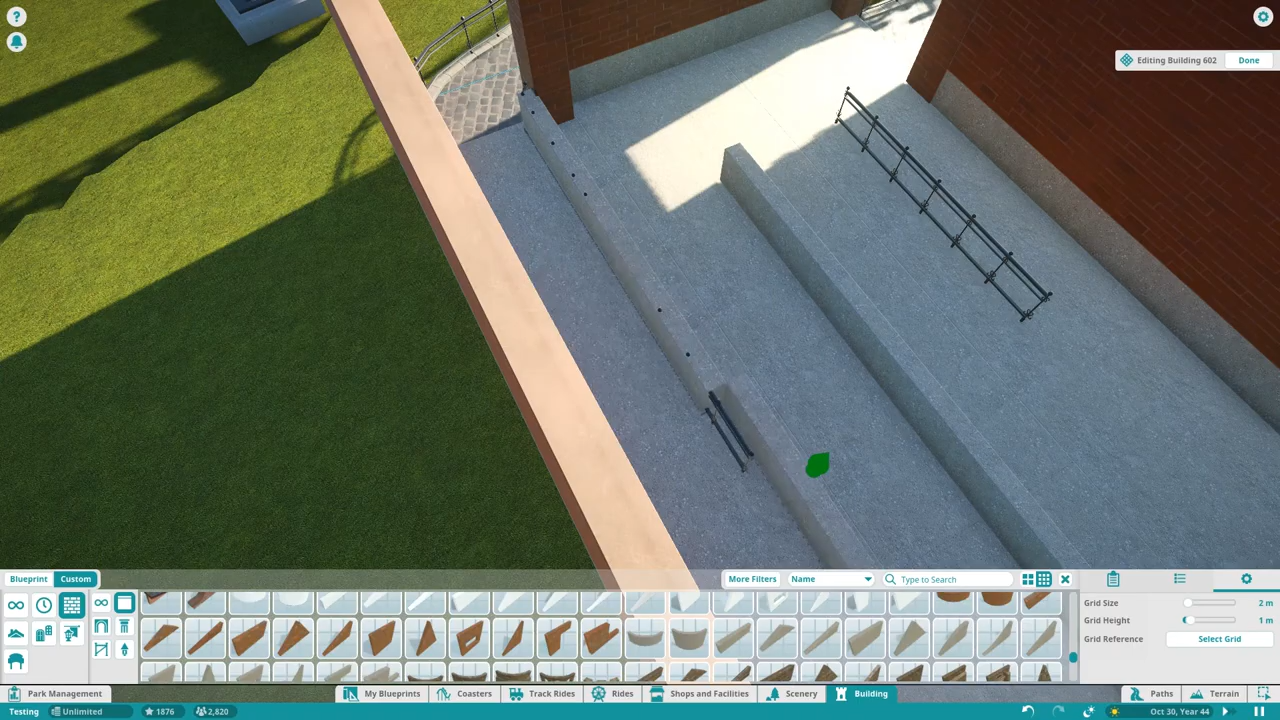 ?
Editing Building 602
Done
Blueprint
Custom
More Filters
Name
Type to Search
Grid Size
2 m
Grid Height
1 m
Grid Reference
Select Grid
Park Management
My Blueprints
Coasters
Track Rides
Rides
Shops and Facilities
Scenery
Building
Paths
Terrain
Testing
Unlimited
1876
2,820
Oct 30, Year 44